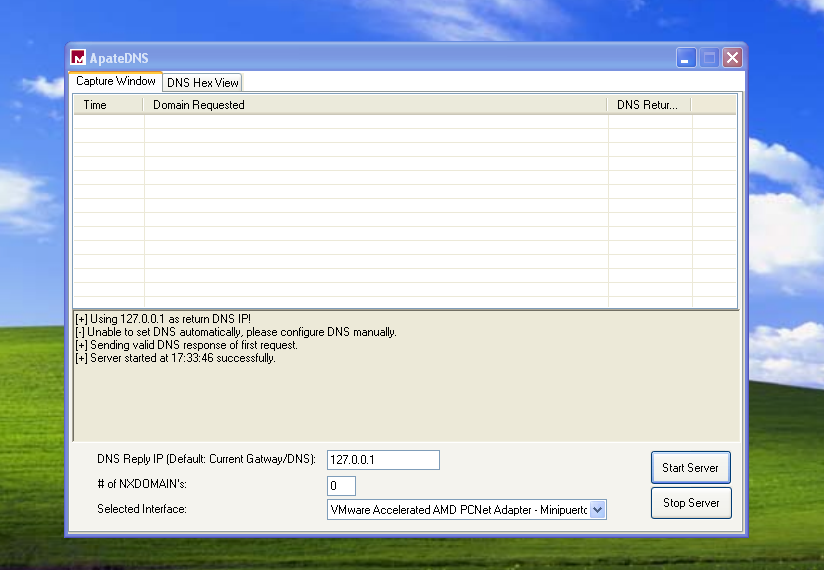 ApateDNS
Capture Window
DNS Hex View
Time
Domain Requested
DNS Retur...
[+] Using 127.0.0.1 as return DNS IP!
[-] Unable to set DNS automatically, please configure DNS manually.
[+] Sending valid DNS response of first request.
[+] Server started at 17:33:46 successfully.
DNS Reply IP (Default: Current Gatway/DNS):
127.0.0.1
Start Server
# of NXDOMAIN's:
0
Stop Server
Selected Interface:
VMware Accelerated AMD PCNet Adapter - Minipuerto